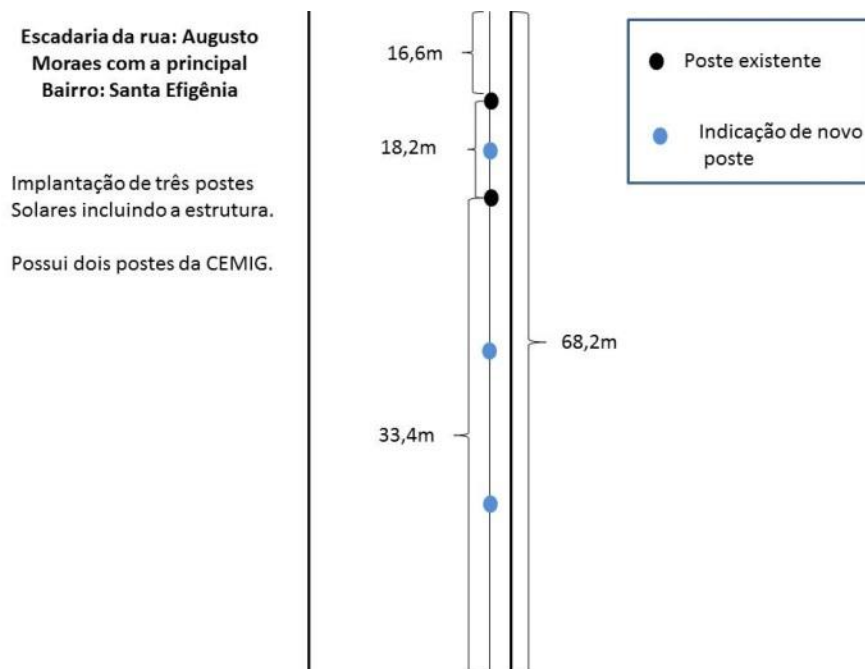 Escadaria da rua: Augusto
Moraes com a principal
Bairro: Santa Efigênia
Implantação de três postes
Solares incluindo a estrutura.
Possui dois postes da CEMIG.
16,6m
18,2m
33,4m
68,2m
Poste existente
Indicação de novo
poste